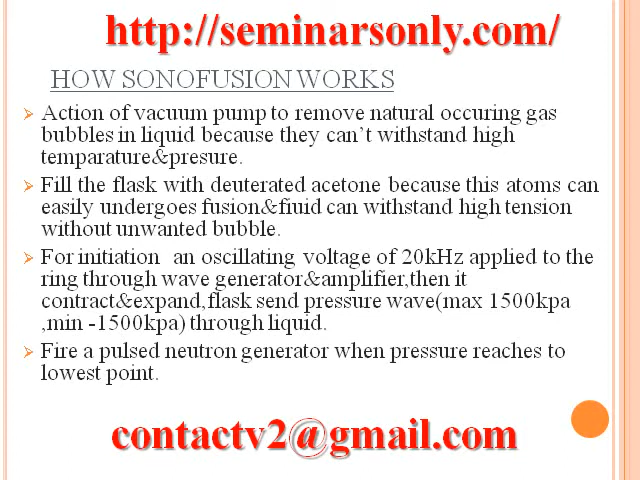 http://seminarsonly.com/
HOW SONOFUSION WORKS
Action of vacuum pump to remove natural occuring gas
bubbles in liquid because they can't withstand high
temparature&presure.
Fill the flask with deuterated acetone because this atoms can
easily undergoes fusion&fiuid can withstand high tension
without unwanted bubble.
For initiation an oscillating voltage of 20kHz applied to the
ring through wave generator&amplifier,then it
contract&expand,flask send pressure wave(max 1500kpa
,min -1500kpa) through liquid.
Fire a pulsed neutron generator when pressure reaches to
lowest point.
contactv2@gmail.com